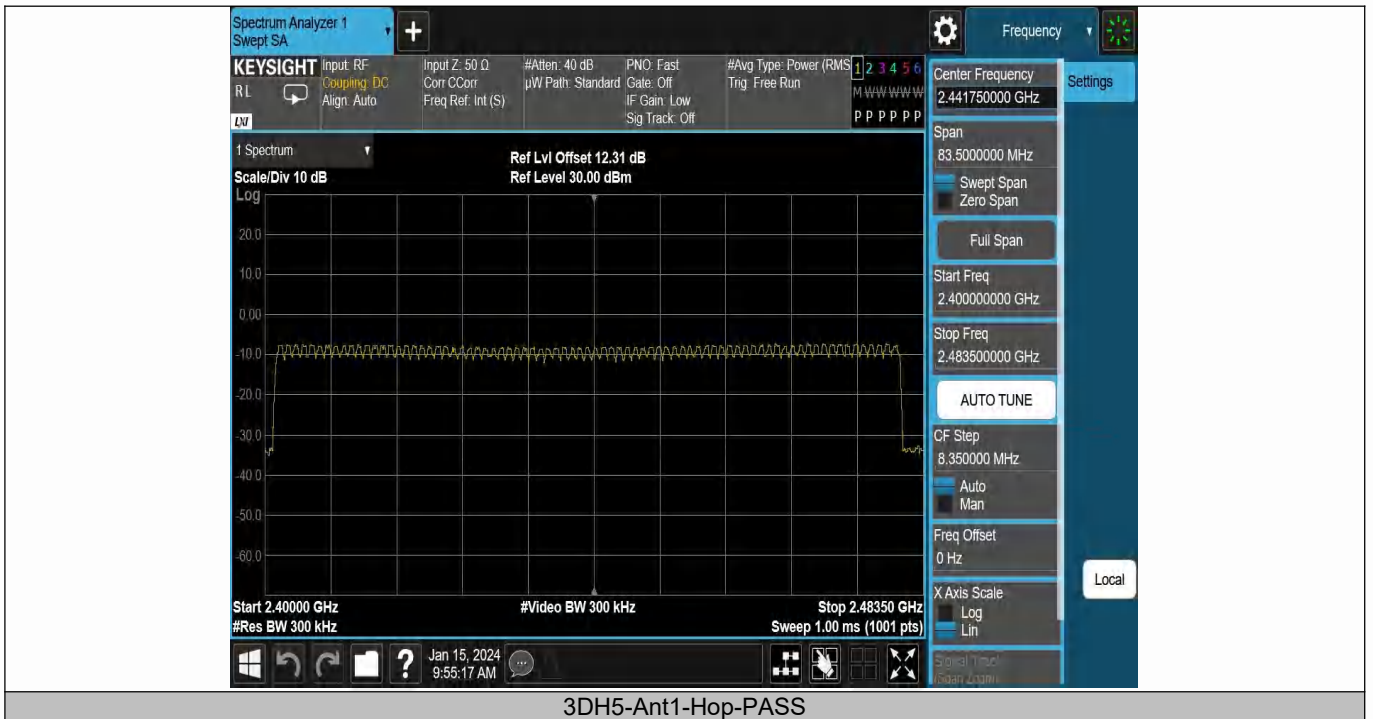 Spectrum Analyzer 1
Swept SA
+
Frequency
KEYSIGHT
RL
LXI
Input: RF
Coupling: DC
Align: Auto
Input Z: 50 Ω
Corr CCorr
Freq Ref: Int (S)
#Atten: 40 dB
µW Path: Standard
PNO: Fast
Gate: Off
IF Gain: Low
Sig Track: Off
#Avg Type: Power (RMS
Trig: Free Run
1 2 3 4 5 6
M W W W W W
P P P P P P
1 Spectrum
Scale/Div 10 dB
Ref Lvl Offset 12.31 dB
Ref Level 30.00 dBm
Log
20.0
10.0
0.00
-10.0
-20.0
-30.0
-40.0
-50.0
-60.0
Start 2.40000 GHz
#Video BW 300 kHz
Stop 2.48350 GHz
#Res BW 300 kHz
Sweep 1.00 ms (1001 pts)
Center Frequency
2.441750000 GHz
Settings
Span
83.5000000 MHz
Swept Span
Zero Span
Full Span
Start Freq
2.400000000 GHz
Stop Freq
2.483500000 GHz
AUTO TUNE
CF Step
8.350000 MHz
Auto
Man
Freq Offset
0 Hz
X Axis Scale
Log
Lin
Signal Track
(Span Zoom)
Local
?
Jan 15, 2024
9:55:17 AM
3DH5-Ant1-Hop-PASS